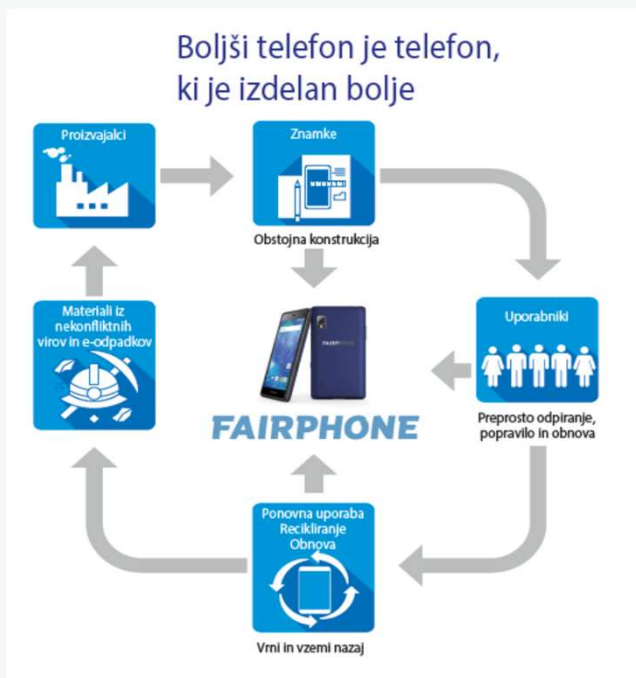 Boljši telefon je telefon,
ki je izdelan bolje
Proizvajalci
Znamke
Obstojna konstrukcija
Materiali iz
nekonfliktnih
virov in e-odpadkov
FAIRPHONE
FAIRPHONE
Uporabniki
Preprosto odpiranje,
popravilo in obnova
Ponovna uporaba
Recikliranje
Obnova
Vrni in vzemi nazaj